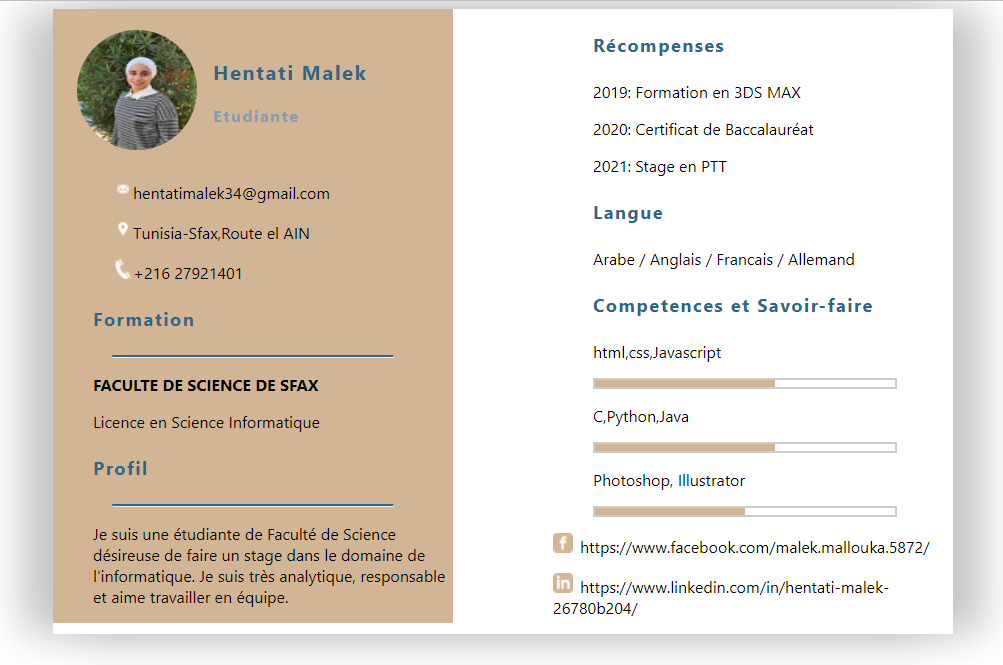 Hentati Malek
Etudiante
hentatimalek34@gmail.com
Tunisia-Sfax,Route el AIN
+216 27921401
Formation
FACULTE DE SCIENCE DE SFAX
Licence en Science Informatique
Profil
Je suis une étudiante de Faculté de Science
désireuse de faire un stage dans le domaine de
l'informatique. Je suis très analytique, responsable
et aime travailler en équipe.
Récompenses
2019: Formation en 3DS MAX
2020: Certificat de Baccalauréat
2021: Stage en PTT
Langue
Arabe / Anglais / Francais / Allemand
Competences et Savoir-faire
html,css,Javascript
C,Python,Java
Photoshop, Illustrator
https://www.facebook.com/malek.mallouka.5872/
https://www.linkedin.com/in/hentati-malek-
26780b204/